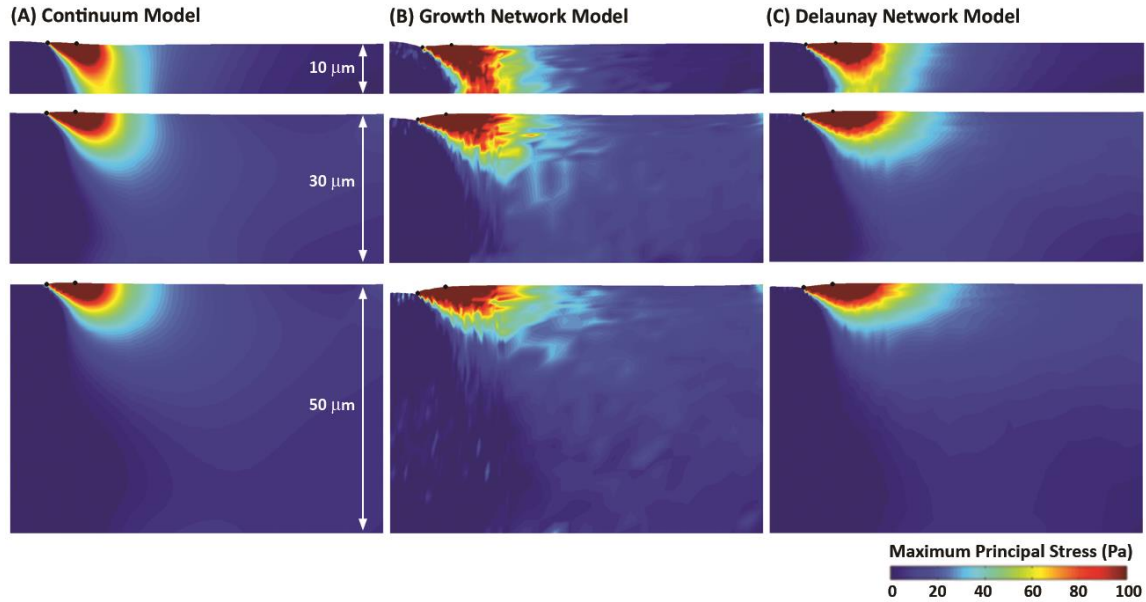 (A) Continuum Model
(B) Growth Network Model
(C) Delaunay Network Model
10 μm
30 μm
50 μm
Maximum Principal Stress (Pa)
0 20 40 60 80 100